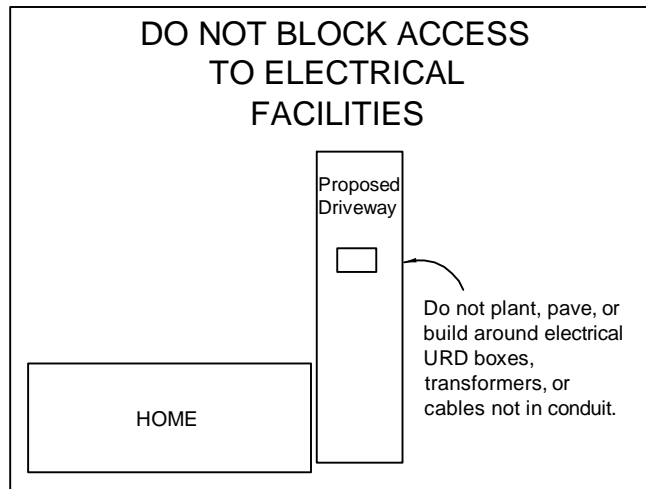 DO NOT BLOCK ACCESS
TO ELECTRICAL
FACILITIES
Proposed
Driveway
Do not plant, pave, or
build around electrical
URD boxes,
transformers, or
cables not in conduit.
HOME